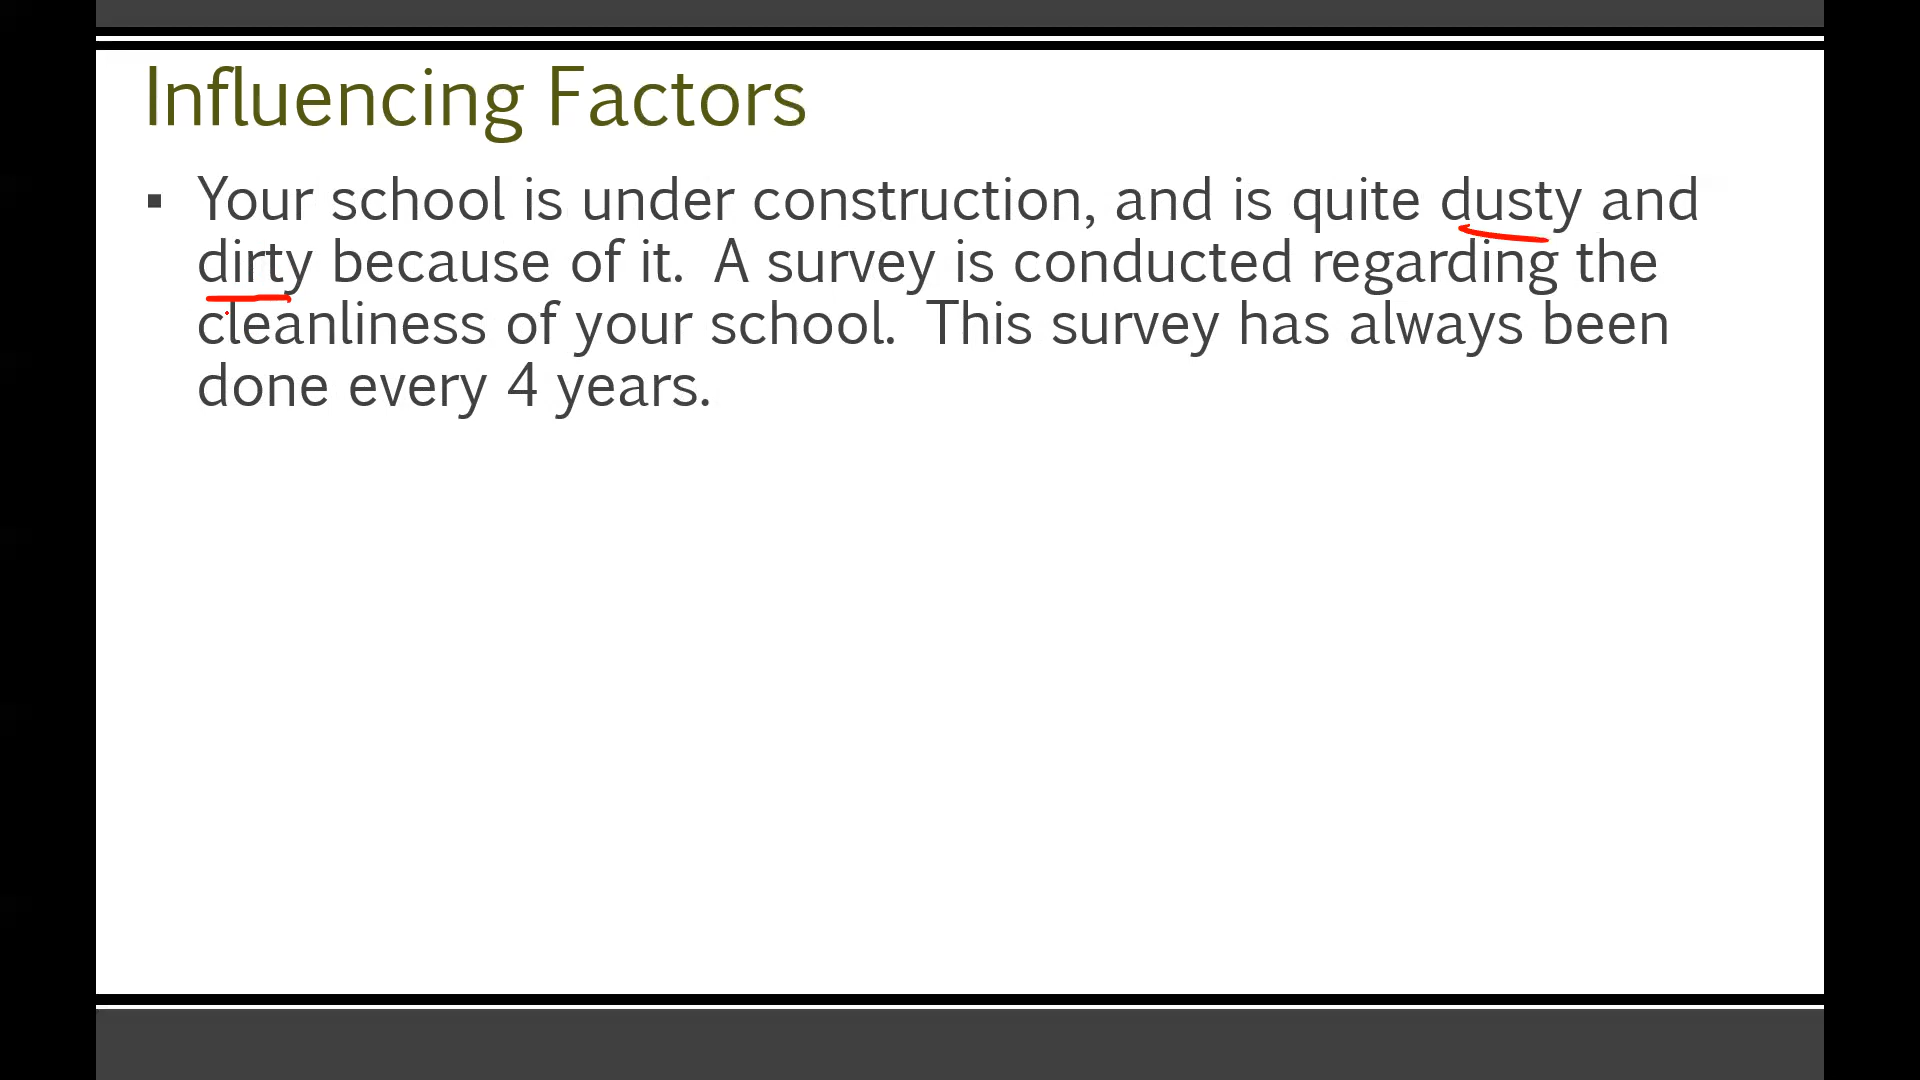 Influencing Factors
▪ Your school is under construction, and is quite dusty and
dirty because of it.  A survey is conducted regarding the
cleanliness of your school.  This survey has always been
done every 4 years.